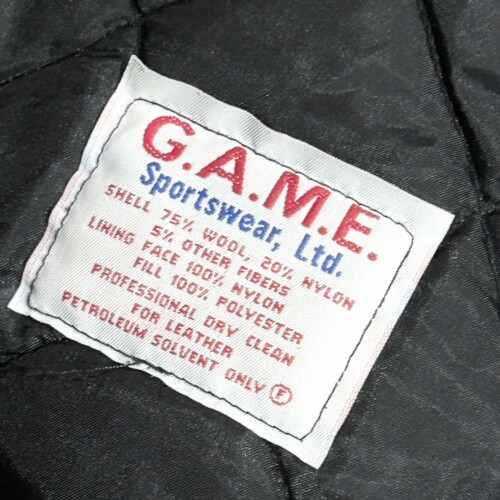 G.A.M.E.
Sportswear, Ltd.
SHELL 75% WOOL, 20% NYLON
5% OTHER FIBERS
LINING FACE 100% NYLON
FILL 100% POLYESTER
PROFESSIONAL DRY CLEAN
FOR LEATHER
PETROLEUM SOLVENT ONLY Ⓕ